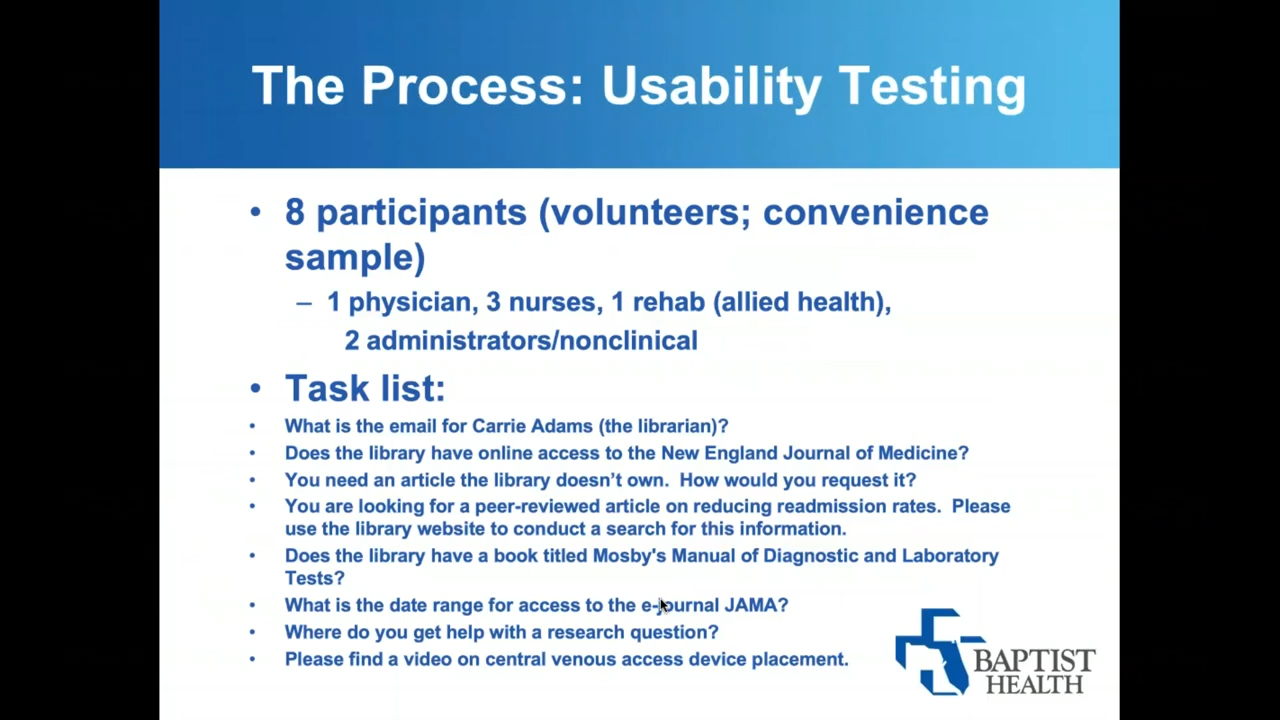 The Process: Usability Testing
• 8 participants (volunteers; convenience
sample)
– 1 physician, 3 nurses, 1 rehab (allied health),
2 administrators/nonclinical
• Task list:
• What is the email for Carrie Adams (the librarian)?
• Does the library have online access to the New England Journal of Medicine?
• You need an article the library doesn’t own.  How would you request it?
• You are looking for a peer-reviewed article on reducing readmission rates.  Please
use the library website to conduct a search for this information.
• Does the library have a book titled Mosby's Manual of Diagnostic and Laboratory
Tests?
• What is the date range for access to the e-journal JAMA?
• Where do you get help with a research question?
• Please find a video on central venous access device placement.
BAPTIST
HEALTH